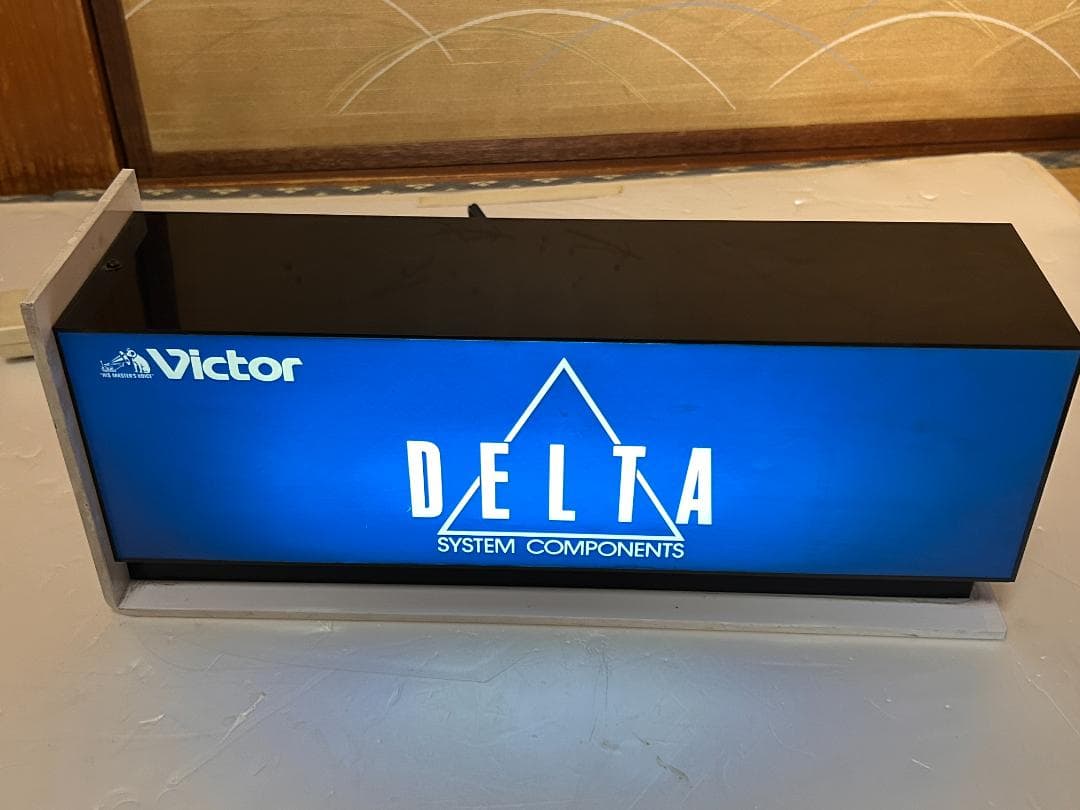 Victor
"HIS MASTER'S VOICE"
DELTA
SYSTEM COMPONENTS